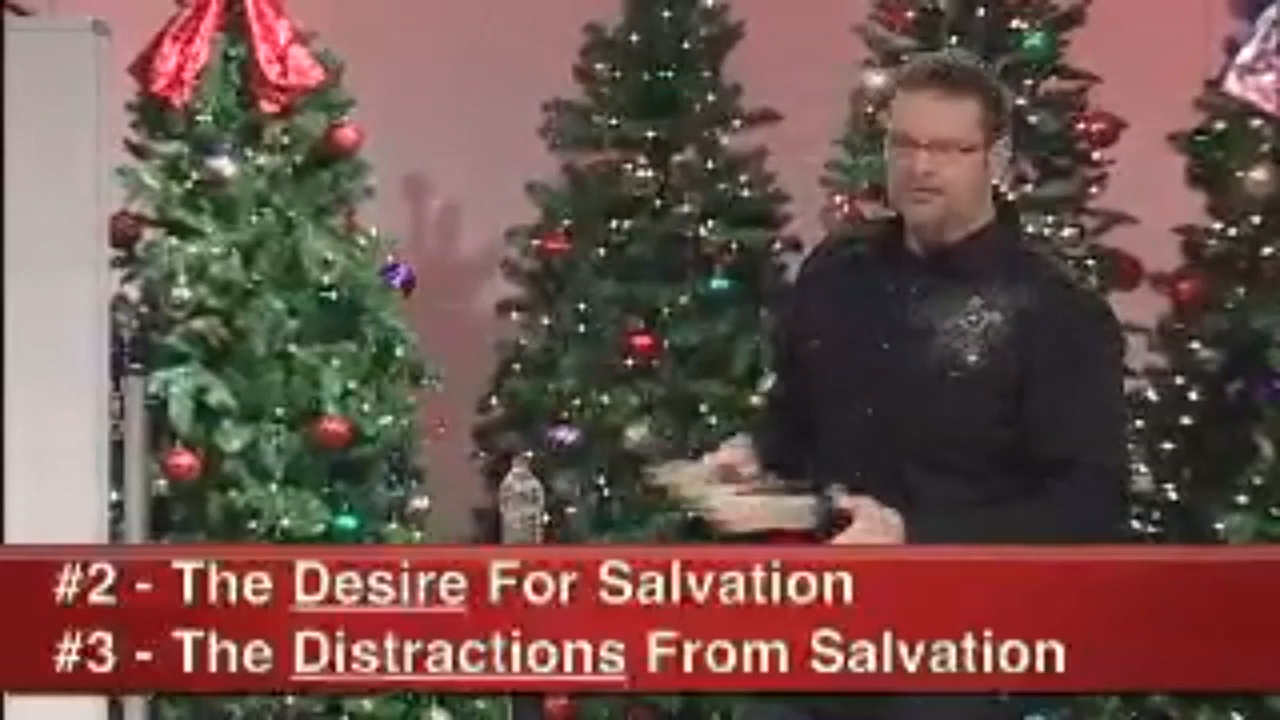 #2 - The Desire For Salvation
#3 - The Distractions From Salvation